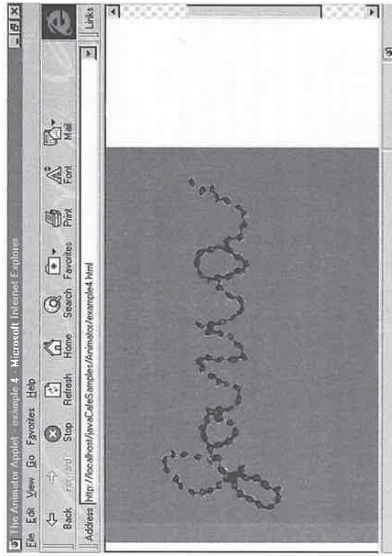 The Animator Applet - example 4 - Microsoft Internet Explorer
File Edit View Go Favorites Help
Back Forward Stop Refresh Home Search Favorites Print Font Mail
Address http://localhost/javaCafeSamples/Animator/example4.html Links
Java